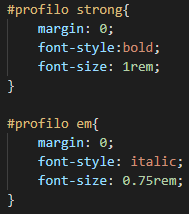 #profilo strong{
margin: 0;
font-style:bold;
font-size: 1rem;
}
#profilo em{
margin: 0;
font-style: italic;
font-size: 0.75rem;
}